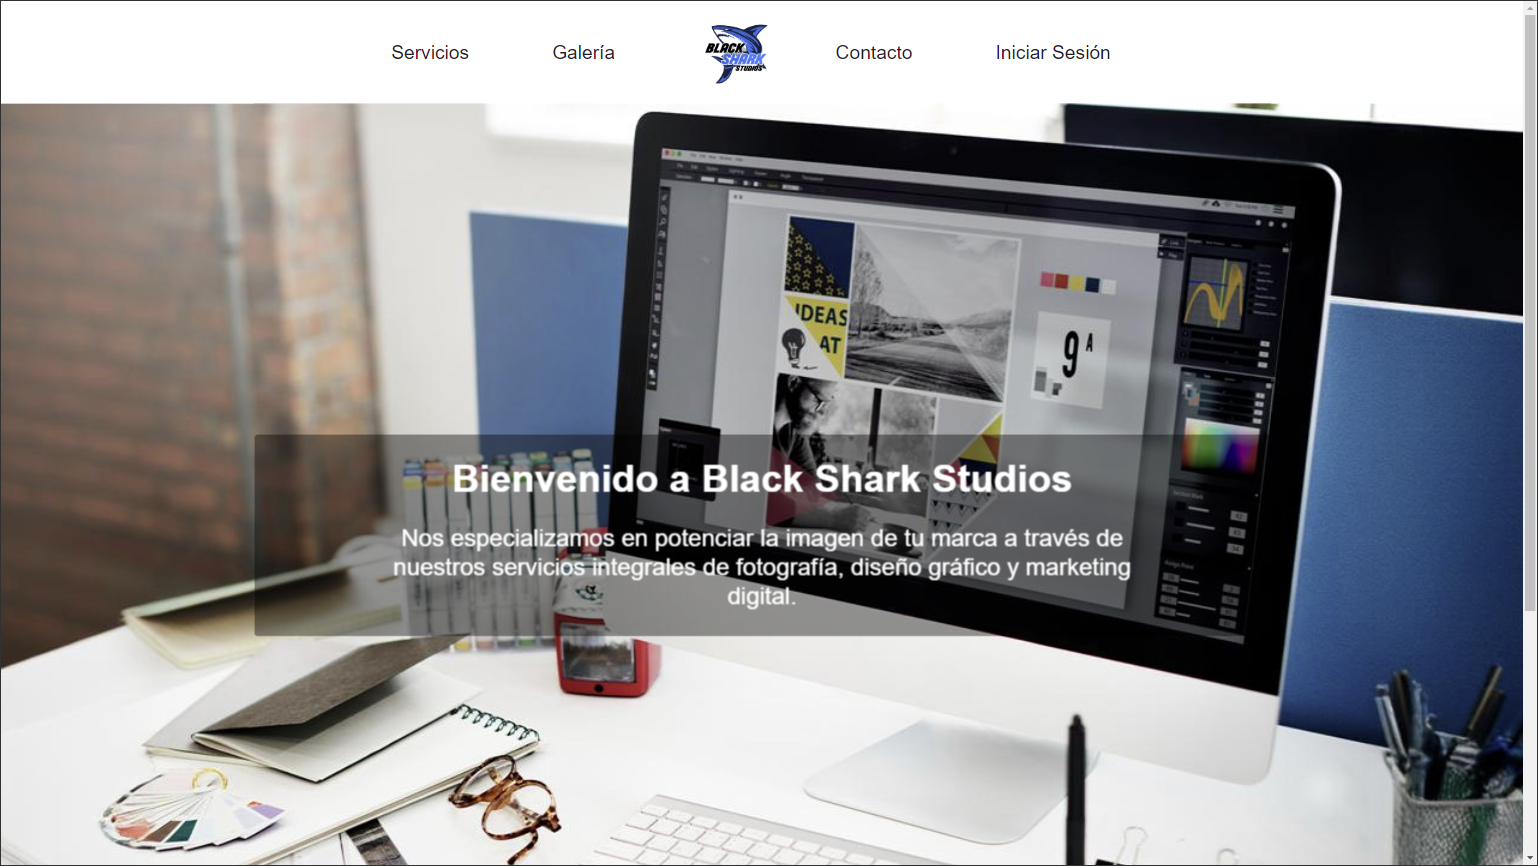 Servicios
Galería
BLACK
SHARK
STUDIOS
Contacto
Iniciar Sesión
IDEAS
AT
9 A
Bienvenido a Black Shark Studios
Nos especializamos en potenciar la imagen de tu marca a través de
nuestros servicios integrales de fotografía, diseño gráfico y marketing
digital.